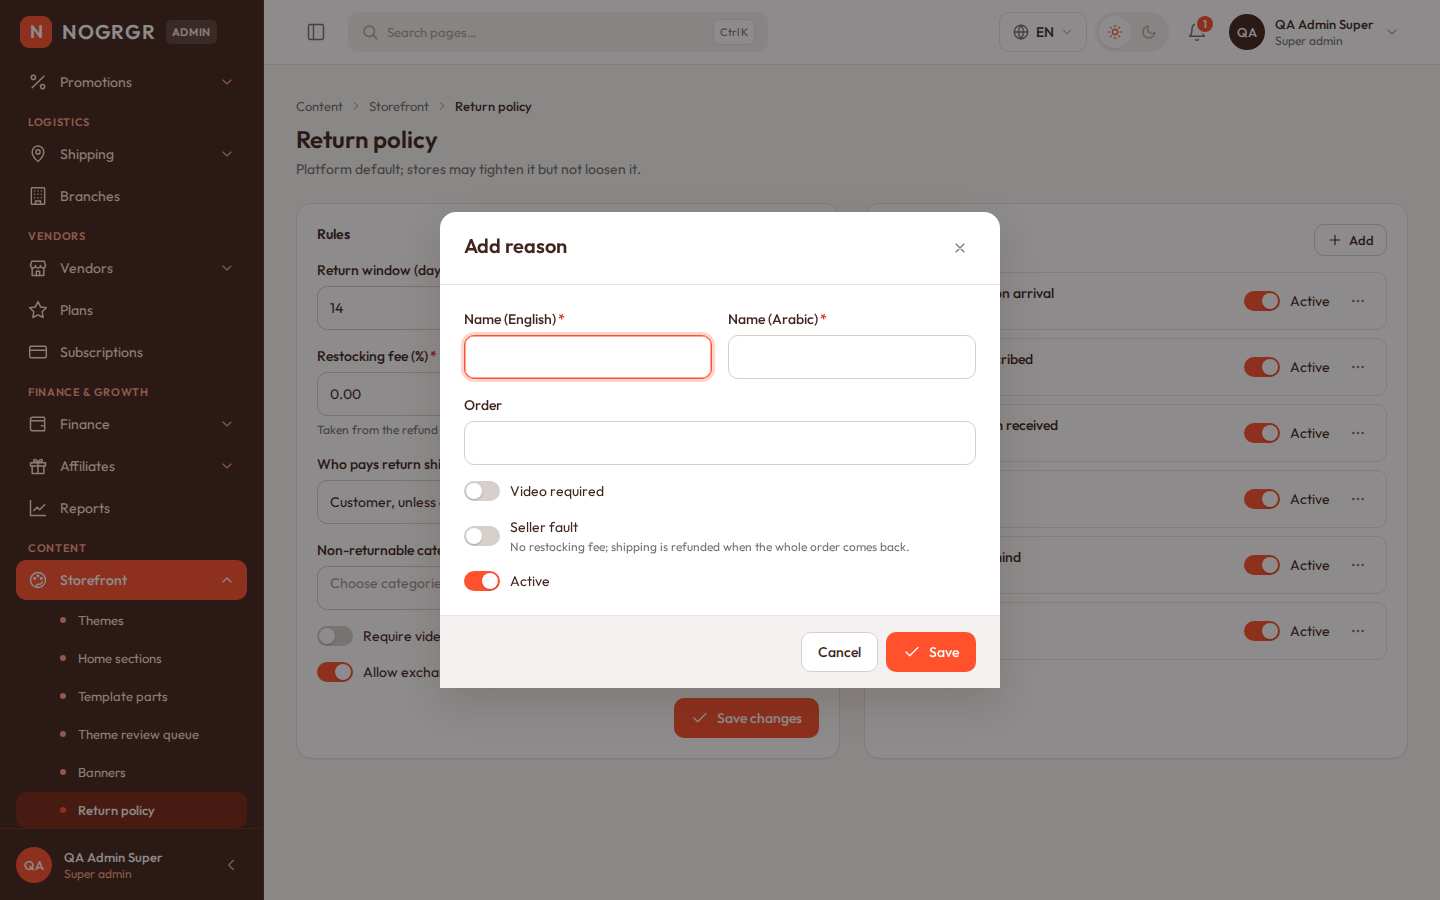 N NOGRGR ADMIN
Search pages... Ctrl K
EN
1
QA
QA Admin Super
Super admin
Promotions
LOGISTICS
Shipping
Branches
VENDORS
Vendors
Plans
Subscriptions
FINANCE & GROWTH
Finance
Affiliates
Reports
CONTENT
Storefront
Themes
Home sections
Template parts
Theme review queue
Banners
Return policy
QA
QA Admin Super
Super admin
Content > Storefront > Return policy
Return policy
Platform default; stores may tighten it but not loosen it.
Rules
Return window (day
14
Restocking fee (%) *
0.00
Taken from the refund
Who pays return shi
Customer, unless
Non-returnable cate
Choose categorie
Require vide
Allow excha
Save changes
Add reason
Name (English) *
Name (Arabic) *
Order
Video required
Seller fault
No restocking fee; shipping is refunded when the whole order comes back.
Active
Cancel
Save
Add
on arrival
Active
ribed
Active
received
Active
Active
Active
Active